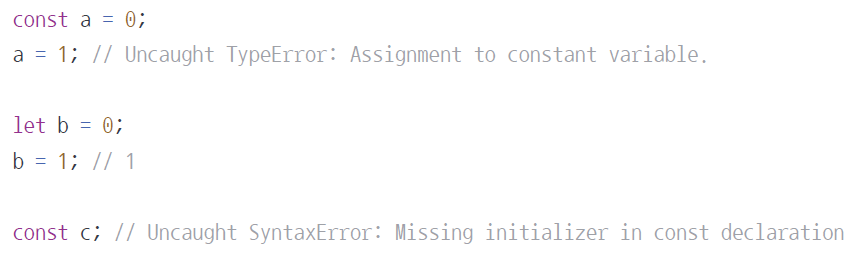 const a = 0;
a = 1; // Uncaught TypeError: Assignment to constant variable.
let b = 0;
b = 1; // 1
const c; // Uncaught SyntaxError: Missing initializer in const declaration